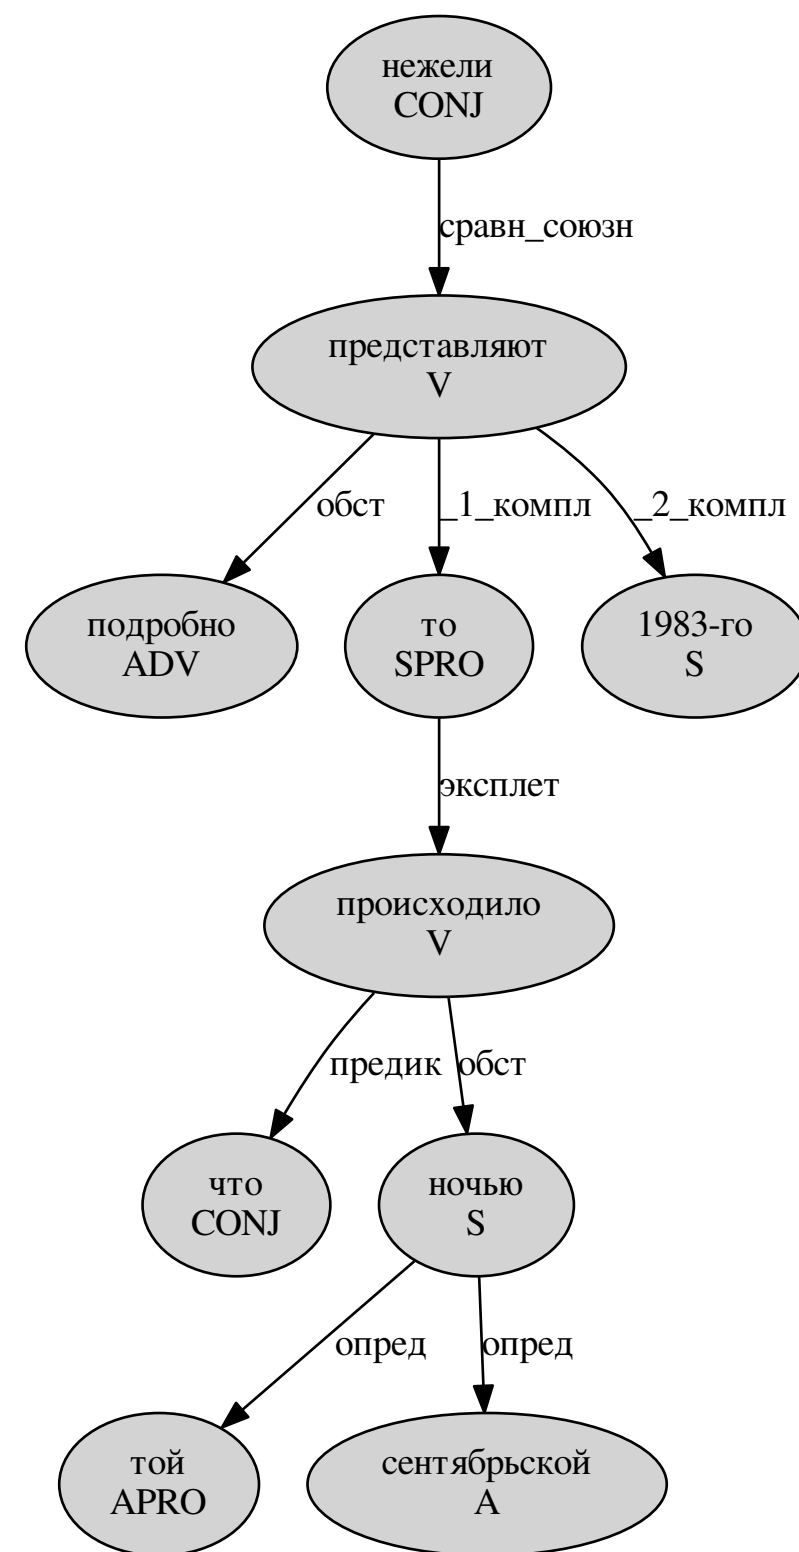 нежели
CONJ
сравн_союзн
представляют
V
обст
_1_компл
_2_компл
подробно
ADV
то
SPRO
1983-го
S
эксплет
происходило
V
предик
обст
что
CONJ
ночью
S
опред
опред
той
APRO
сентябрьской
A